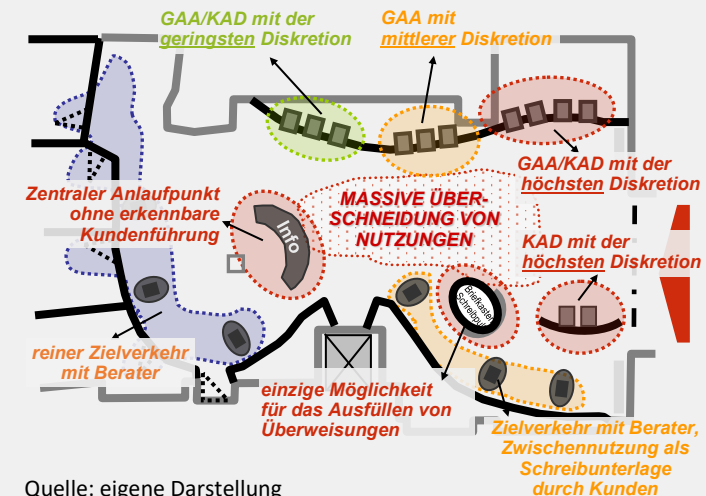 GAA/KAD mit der
geringsten Diskretion
GAA mit
mittlerer Diskretion
GAA/KAD mit der
höchsten Diskretion
Zentraler Anlaufpunkt
ohne erkennbare
Kundenführung
Info
MASSIVE ÜBER-
SCHNEIDUNG VON
NUTZUNGEN
KAD mit der
höchsten Diskretion
Briefkasten
Schreibpult
reiner Zielverkehr
mit Berater
einzige Möglichkeit
für das Ausfüllen von
Überweisungen
Zielverkehr mit Berater,
Zwischennutzung als
Schreibunterlage
durch Kunden
Quelle: eigene Darstellung